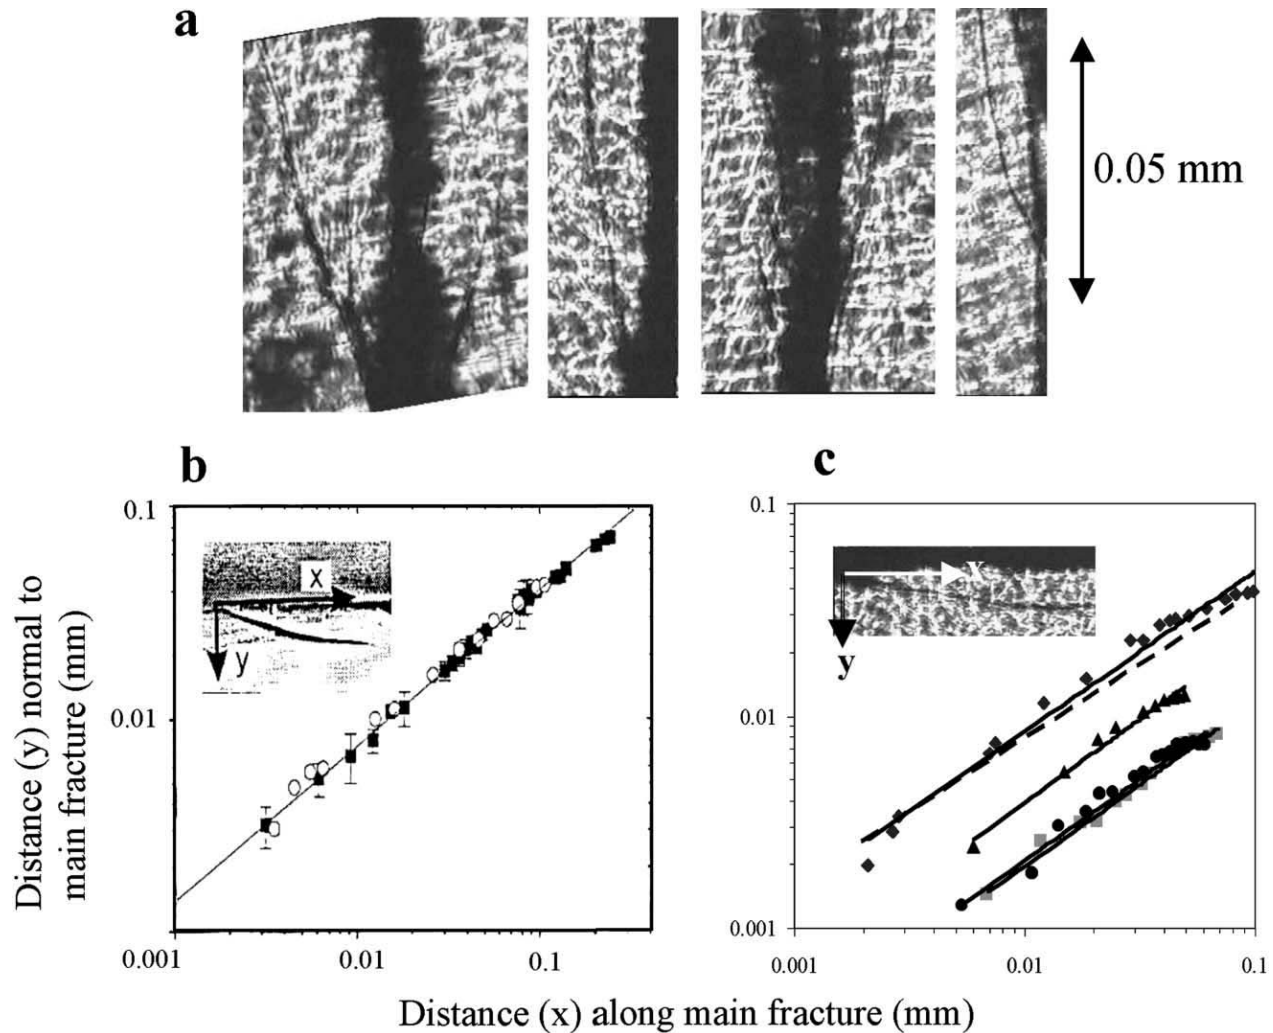 a
0.05 mm
b
c
Distance (y) normal to
main fracture (mm)
0.1
0.01
x
y
0.001
0.01
0.1
0.1
0.01
0.001
x
y
0.001
0.01
0.1
Distance (x) along main fracture (mm)